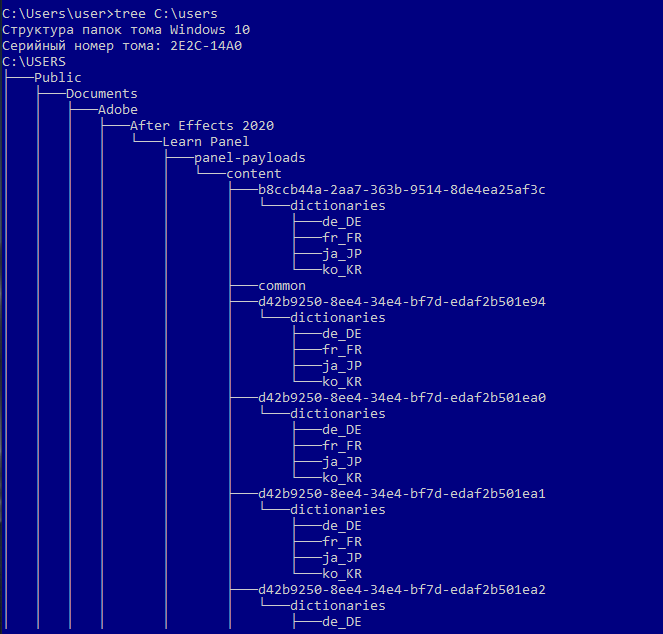 C:\Users\user>tree C:\users
Структура папок тома Windows 10
Серийный номер тома: 2E2C-14A0
C:\USERS
├───Public
│   ├───Documents
│   │   ├───Adobe
│   │   │   ├───After Effects 2020
│   │   │   │   └───Learn Panel
│   │   │   │       ├───panel-payloads
│   │   │   │       │   └───content
│   │   │   │       │       ├───b8ccb44a-2aa7-363b-9514-8de4ea25af3c
│   │   │   │       │       │   └───dictionaries
│   │   │   │       │       │       ├───de_DE
│   │   │   │       │       │       ├───fr_FR
│   │   │   │       │       │       ├───ja_JP
│   │   │   │       │       │       └───ko_KR
│   │   │   │       │       ├───common
│   │   │   │       │       ├───d42b9250-8ee4-34e4-bf7d-edaf2b501e94
│   │   │   │       │       │   └───dictionaries
│   │   │   │       │       │       ├───de_DE
│   │   │   │       │       │       ├───fr_FR
│   │   │   │       │       │       ├───ja_JP
│   │   │   │       │       │       └───ko_KR
│   │   │   │       │       ├───d42b9250-8ee4-34e4-bf7d-edaf2b501ea0
│   │   │   │       │       │   └───dictionaries
│   │   │   │       │       │       ├───de_DE
│   │   │   │       │       │       ├───fr_FR
│   │   │   │       │       │       ├───ja_JP
│   │   │   │       │       │       └───ko_KR
│   │   │   │       │       ├───d42b9250-8ee4-34e4-bf7d-edaf2b501ea1
│   │   │   │       │       │   └───dictionaries
│   │   │   │       │       │       ├───de_DE
│   │   │   │       │       │       ├───fr_FR
│   │   │   │       │       │       ├───ja_JP
│   │   │   │       │       │       └───ko_KR
│   │   │   │       │       ├───d42b9250-8ee4-34e4-bf7d-edaf2b501ea2
│   │   │   │       │       │   └───dictionaries
│   │   │   │       │       │       ├───de_DE